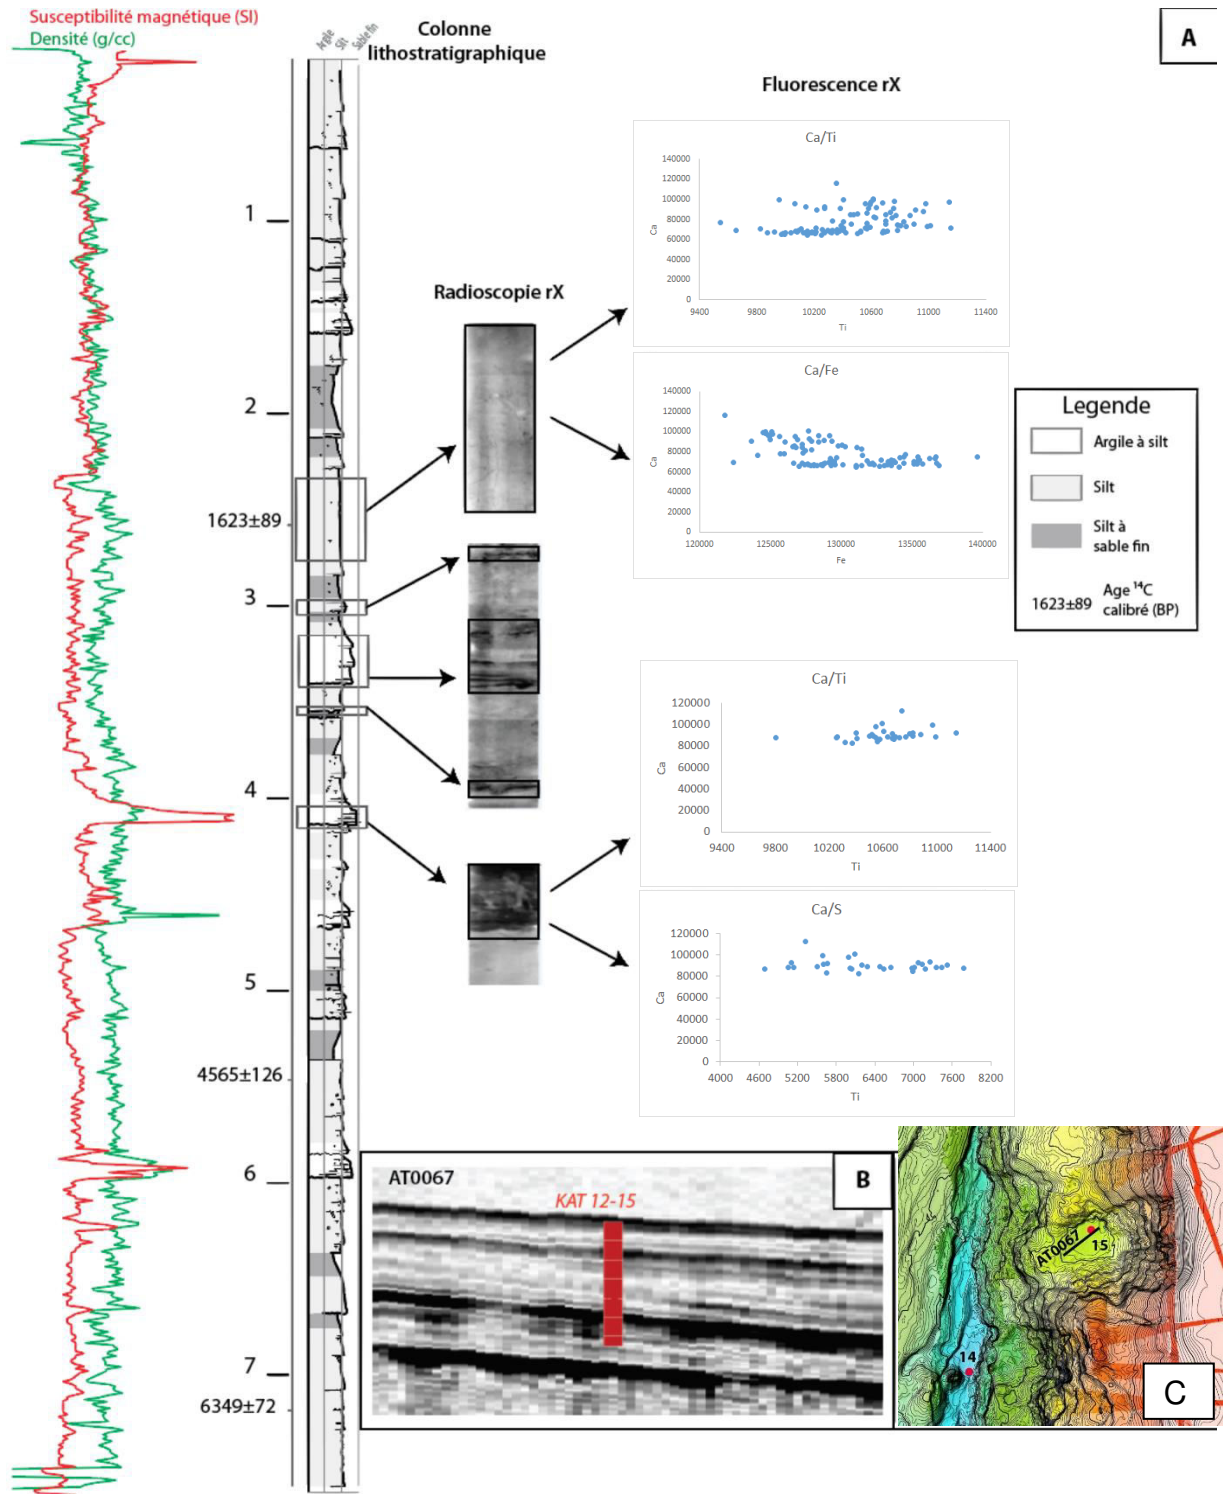 Susceptibilité magnétique (SI)
Densité (g/cc)
Argile
Silt
Sable fin
Colonne
lithostratigraphique
A
Fluorescence rX
Radioscopie rX
1
2
1623±89
3
4
5
4565±126
6
7
6349±72
Ca/Ti
Ca
140000
120000
100000
80000
60000
40000
20000
0
9400 9800 10200 10600 11000 11400
Ti
Ca/Fe
Ca
140000
120000
100000
80000
60000
40000
20000
0
120000 125000 130000 135000 140000
Fe
Legende
Argile à silt
Silt
Silt à
sable fin
1623±89 Age ¹⁴C
calibré (BP)
Ca/Ti
Ca
120000
100000
80000
60000
40000
20000
0
9400 9800 10200 10600 11000 11400
Ti
Ca/S
Ca
120000
100000
80000
60000
40000
20000
0
4000 4600 5200 5800 6400 7000 7600 8200
Ti
AT0067
KAT 12-15
B
AT0067
15
14
C